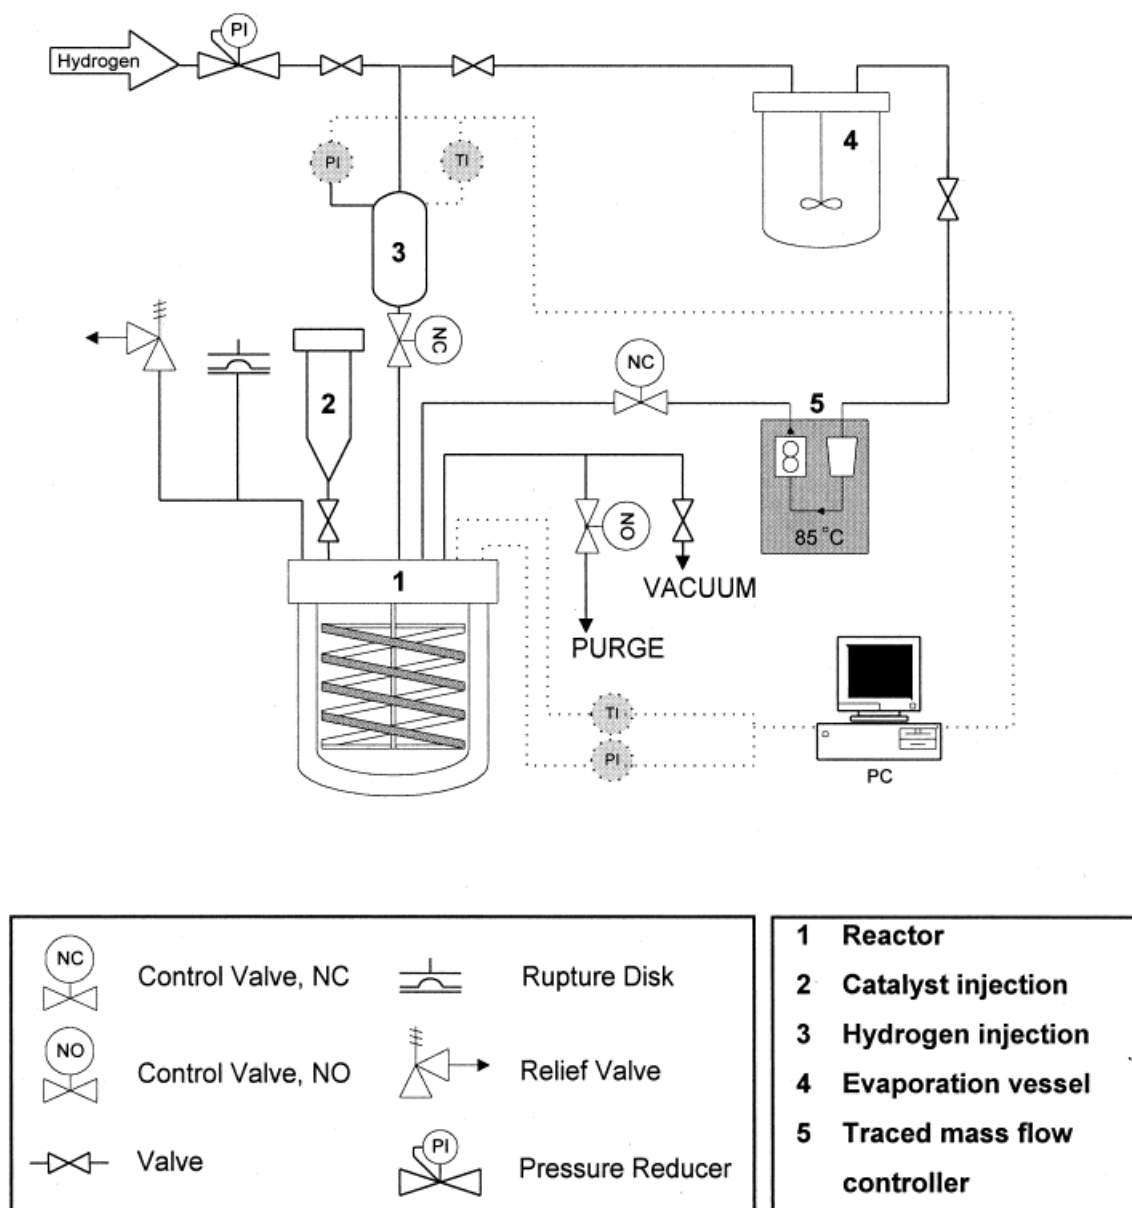 PI
Hydrogen
4
PI
TI
3
NC
2
NC
5
NO
85 °C
1
VACUUM
PURGE
TI
PI
PC
NC
Control Valve, NC
Rupture Disk
NO
Control Valve, NO
Relief Valve
Valve
PI
Pressure Reducer
1 Reactor
2 Catalyst injection
3 Hydrogen injection
4 Evaporation vessel
5 Traced mass flow
controller